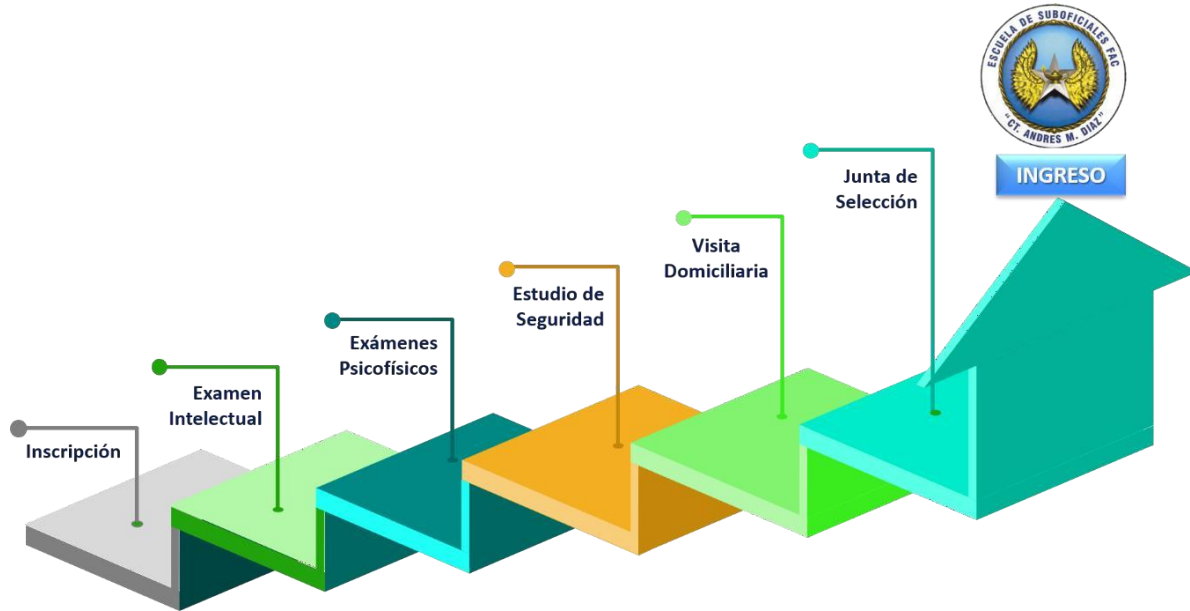 ESCUELA DE SUBOFICIALES FAC
"CT. ANDRES M. DIAZ"
INGRESO
Junta de
Selección
Visita
Domiciliaria
Estudio de
Seguridad
Exámenes
Psicofísicos
Examen
Intelectual
Inscripción